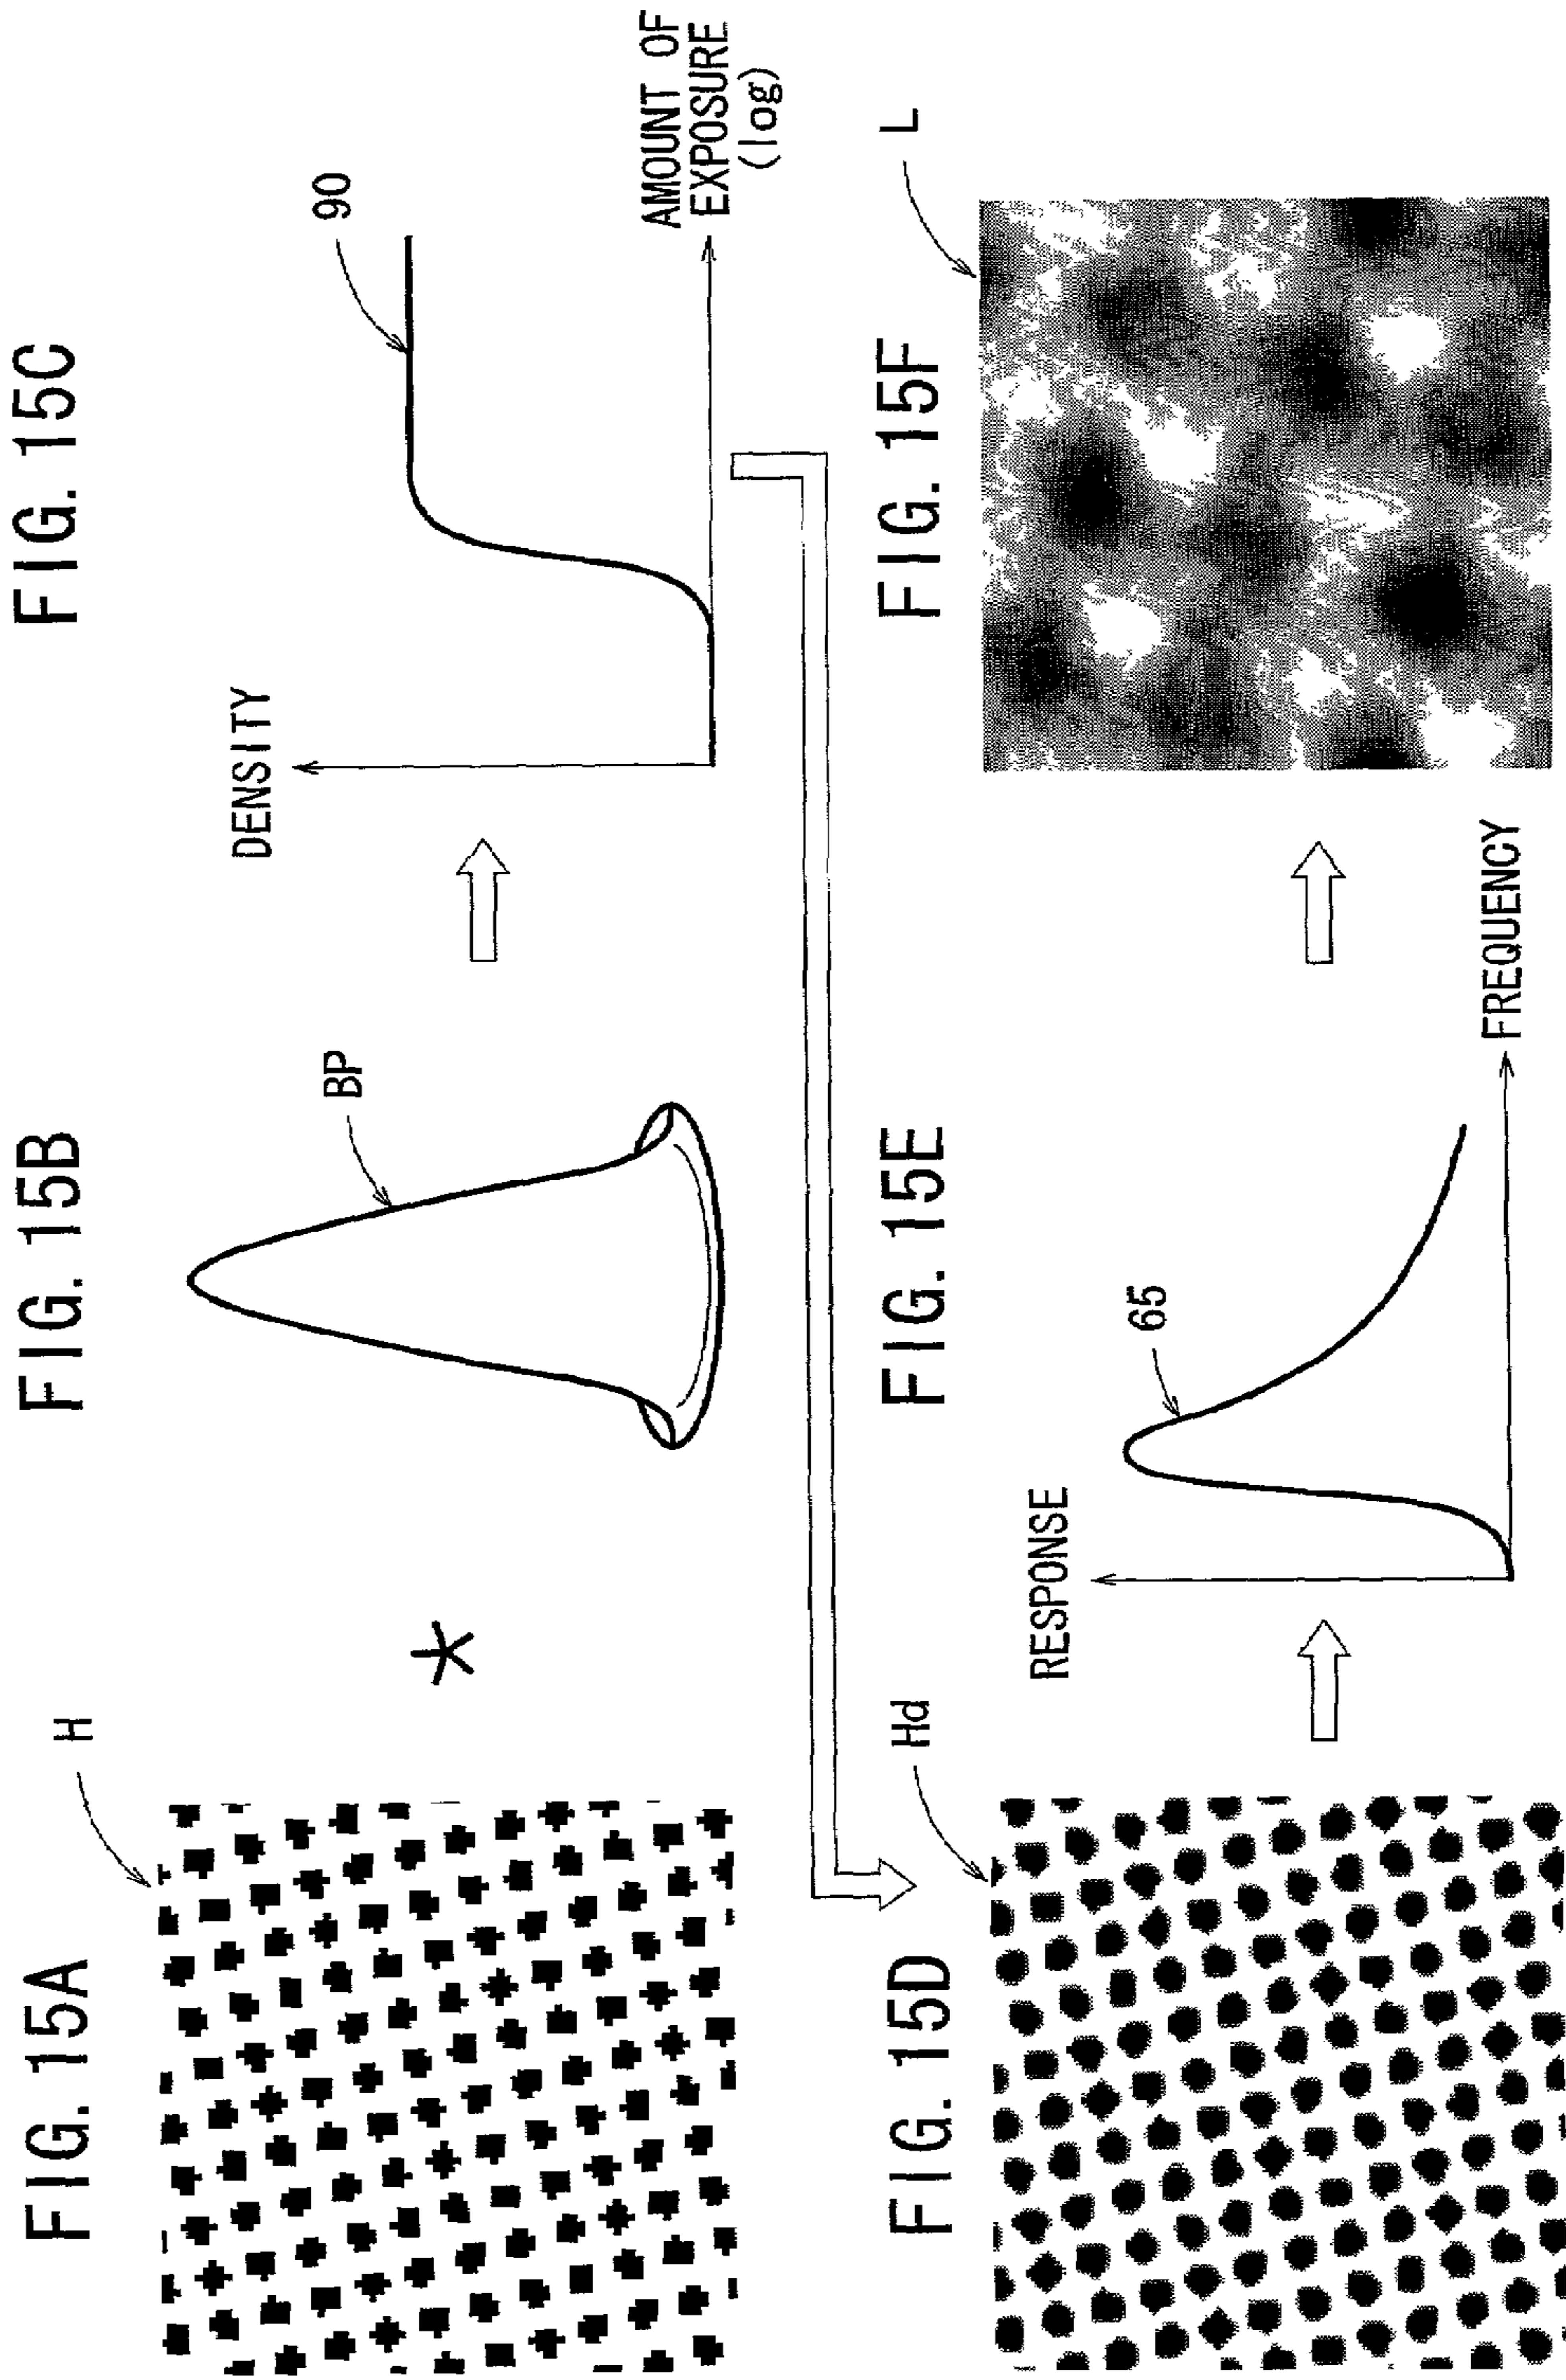 FIG. 15A
H
*
FIG. 15B
BP
FIG. 15C
DENSITY
90
AMOUNT OF
EXPOSURE
(log)
FIG. 15D
Hd
FIG. 15E
RESPONSE
65
FREQUENCY
FIG. 15F
L